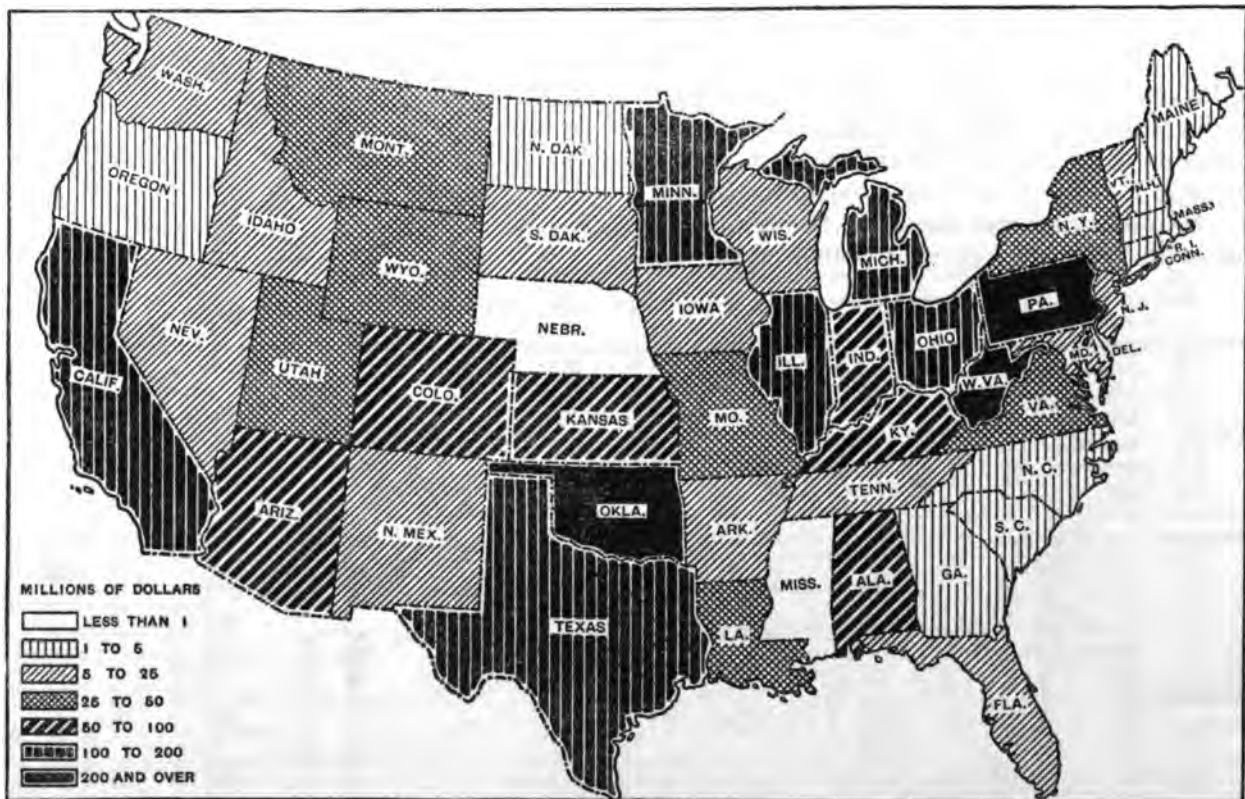 WASH.
MONT.
N. DAK
MINN.
OREGON
IDAHO
WYO.
S. DAK.
WIS.
MICH.
N. Y.
MAINE
VT.
N.H.
MASS.
R. I.
CONN.
NEV.
UTAH
COLO.
NEBR.
IOWA
ILL.
IND.
OHIO
PA.
N. J.
DEL.
MD.
CALIF.
KANSAS
MO.
KY.
W.VA.
VA.
ARIZ.
N. MEX.
OKLA.
ARK.
TENN.
N. C.
S. C.
TEXAS
LA.
MISS.
ALA.
GA.
FLA.
MILLIONS OF DOLLARS
LESS THAN 1
1 TO 5
5 TO 25
25 TO 50
50 TO 100
100 TO 200
200 AND OVER